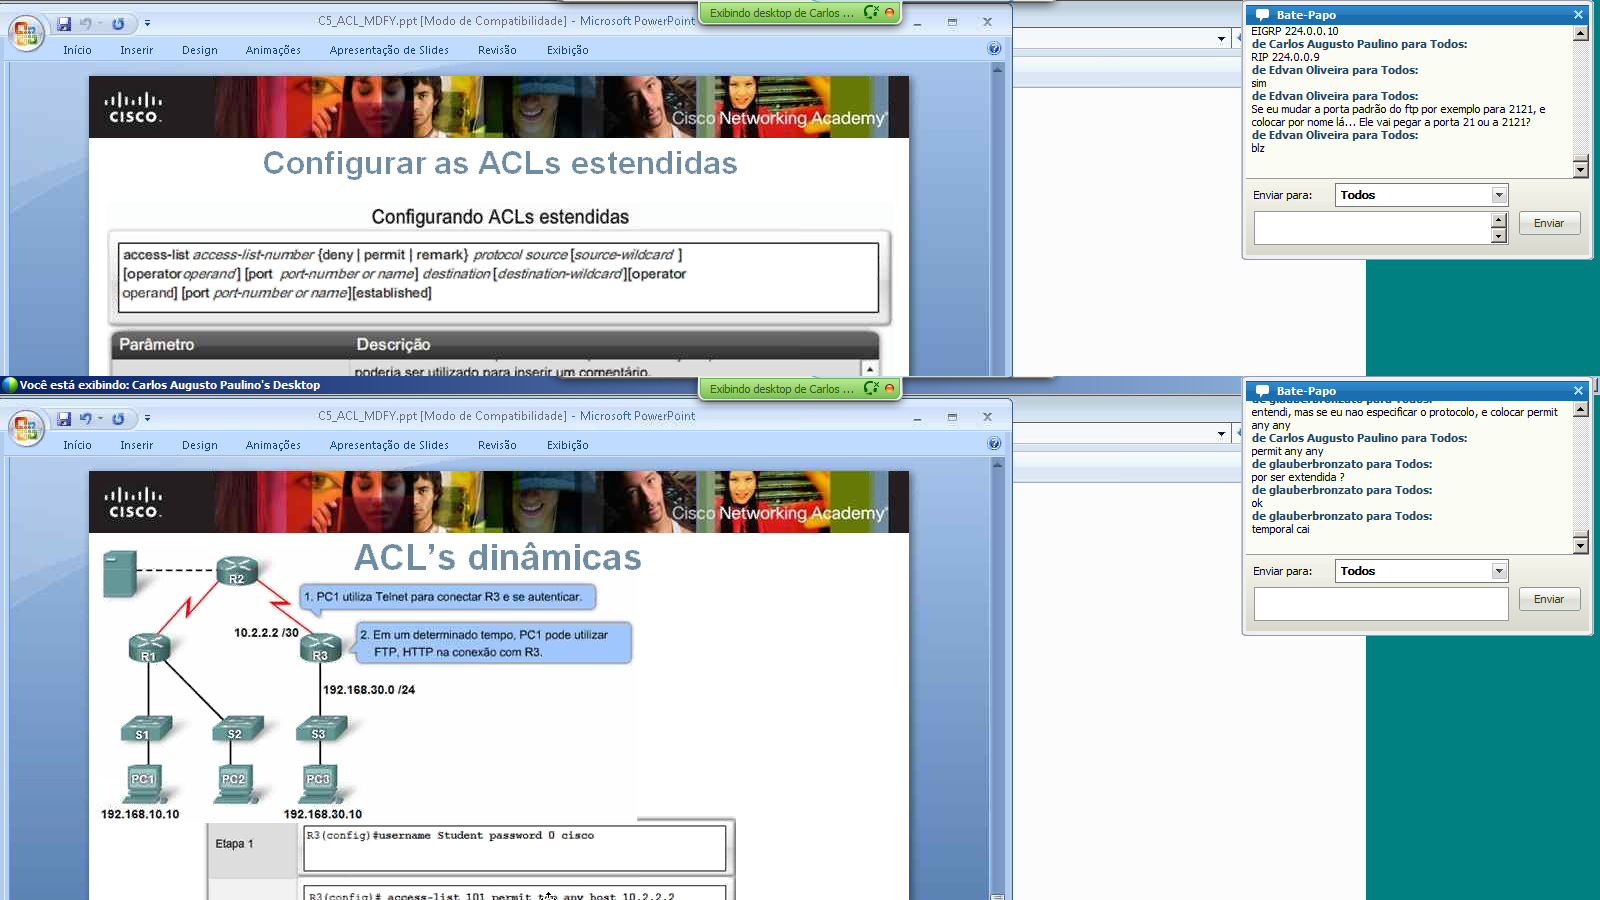 C5_ACL_MDFY.ppt [Modo de Compatibilidade] - Microsoft PowerPoint
Exibindo desktop de Carlos ...
Início Inserir Design Animações Apresentação de Slides Revisão Exibição
CISCO.
Cisco Networking Academy
Configurar as ACLs estendidas
Configurando ACLs estendidas
access-list access-list-number {deny | permit | remark} protocol source [source-wildcard ]
[operator operand] [port port-number or name] destination [destination-wildcard][operator
operand] [port port-number or name][established]
Parâmetro Descrição
poderia ser utilizado para inserir um comentário.
Bate-Papo
EIGRP 224.0.0.10
de Carlos Augusto Paulino para Todos:
RIP 224.0.0.9
de Edvan Oliveira para Todos:
sim
de Edvan Oliveira para Todos:
Se eu mudar a porta padrão do ftp por exemplo para 2121, e
colocar por nome lá... Ele vai pegar a porta 21 ou a 2121?
de Edvan Oliveira para Todos:
blz
Enviar para: Todos
Enviar
Você está exibindo: Carlos Augusto Paulino's Desktop
Exibindo desktop de Carlos ...
C5_ACL_MDFY.ppt [Modo de Compatibilidade] - Microsoft PowerPoint
Início Inserir Design Animações Apresentação de Slides Revisão Exibição
CISCO.
Cisco Networking Academy
ACL's dinâmicas
R2
1. PC1 utiliza Telnet para conectar R3 e se autenticar.
10.2.2.2 /30
2. Em um determinado tempo, PC1 pode utilizar
FTP, HTTP na conexão com R3.
R1
R3
192.168.30.0 /24
S1 S2 S3
PC1 PC2 PC3
192.168.10.10 192.168.30.10
Etapa 1
R3(config)#username Student password 0 cisco
R3(config)# access-list 101 permit any host 10.2.2.2
Bate-Papo
de glauberbronzato para Todos:
entendi, mas se eu nao especificar o protocolo, e colocar permit
any any
de Carlos Augusto Paulino para Todos:
permit any any
de glauberbronzato para Todos:
por ser extendida ?
de glauberbronzato para Todos:
ok
de glauberbronzato para Todos:
temporal cai
Enviar para: Todos
Enviar